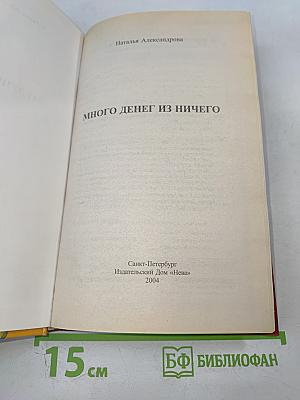 Наталья Александрова
МНОГО ДЕНЕГ ИЗ НИЧЕГО
Санкт-Петербург
Издательский Дом «Нева»
2004
15 см
БФ БИБЛИОФАН